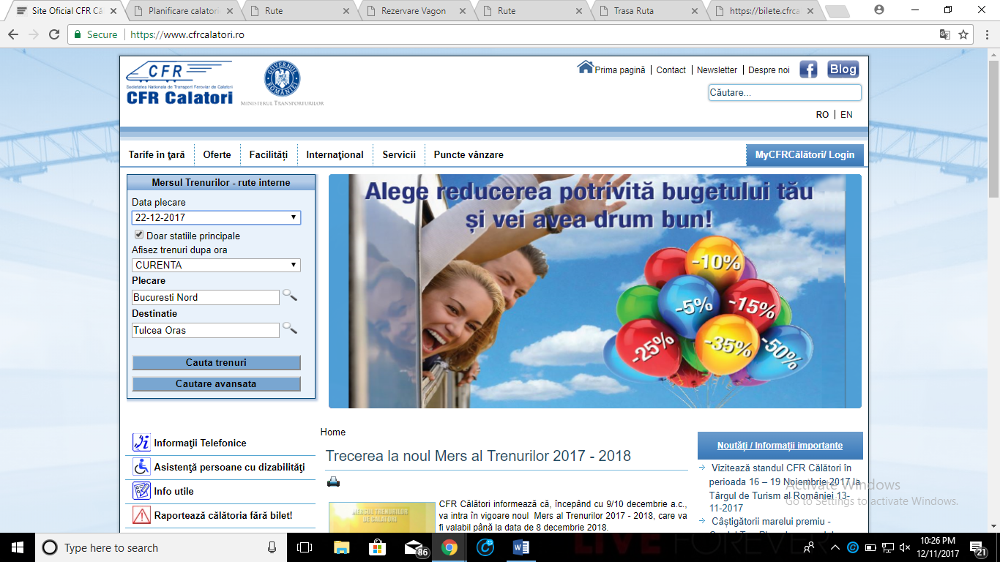 Site Oficial CFR Că
Planificare calatori
Rute
Rezervare Vagon
Rute
Trasa Ruta
https://bilete.cfrca
Secure
https://www.cfrcalatori.ro
CFR
Societatea Nationala de Transport Feroviar de Calatori
CFR Calatori
GUVERNUL ROMÂNIEI
MINISTERUL TRANSPORTURILOR
Prima pagină | Contact | Newsletter | Despre noi
Blog
Căutare...
RO | EN
Tarife în ţară
Oferte
Facilități
Internaţional
Servicii
Puncte vânzare
MyCFRCălători/ Login
Mersul Trenurilor - rute interne
Data plecare
22-12-2017
Doar statiile principale
Afisez trenuri dupa ora
CURENTA
Plecare
Bucuresti Nord
Destinatie
Tulcea Oras
Cauta trenuri
Cautare avansata
Alege reducerea potrivită bugetului tău
și vei avea drum bun!
-10%
-5%
-15%
-25%
-35%
-50%
Informaţii Telefonice
Asistenţă persoane cu dizabilităţi
Info utile
Raportează călătoria fără bilet!
Home
Trecerea la noul Mers al Trenurilor 2017 - 2018
MERSUL TRENURILOR
DE CALATORI
CFR Călători informează că, începând cu 9/10 decembrie a.c.,
va intra în vigoare noul Mers al Trenurilor 2017 - 2018, care va
fi valabil până la data de 8 decembrie 2018.
Noutăți / Informații importante
Vizitează standul CFR Călători în
perioada 16 – 19 Noiembrie 2017 la
Târgul de Turism al României 13-
11-2017
Câștigătorii marelui premiu -
Activate Windows
Go to Settings to activate Windows.
Type here to search
86
LIVE FOREVER
10:26 PM
12/11/2017
21